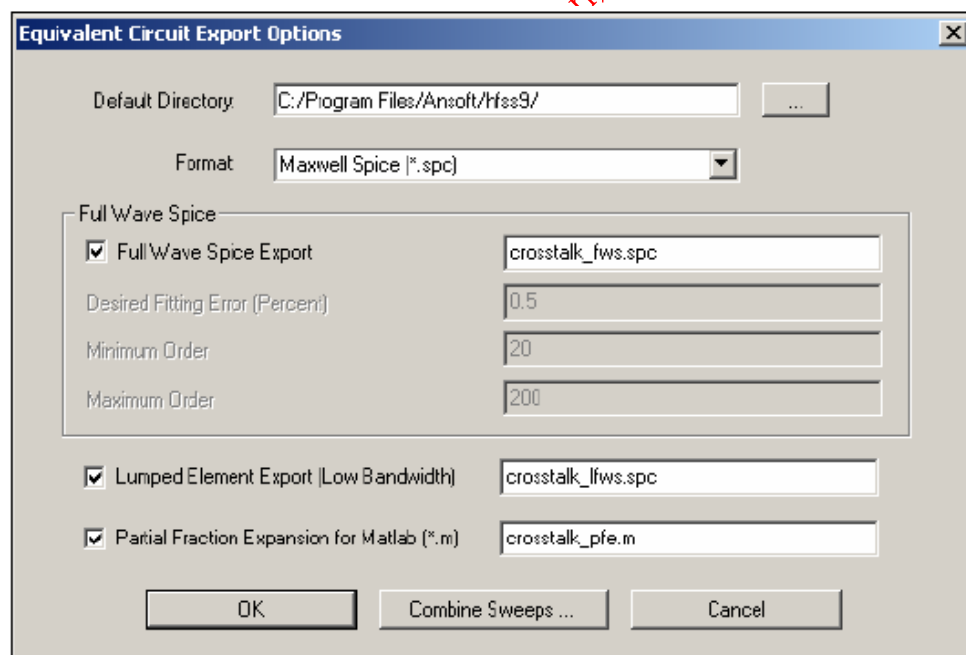 Equivalent Circuit Export Options
Default Directory: C:/Program Files/Ansoft/hfss9/ ...
Format Maxwell Spice (*.spc)
Full Wave Spice
Full Wave Spice Export crosstalk_fws.spc
Desired Fitting Error (Percent) 0.5
Minimum Order 20
Maximum Order 200
Lumped Element Export (Low Bandwidth) crosstalk_lfws.spc
Partial Fraction Expansion for Matlab (*.m) crosstalk_pfe.m
OK Combine Sweeps ... Cancel